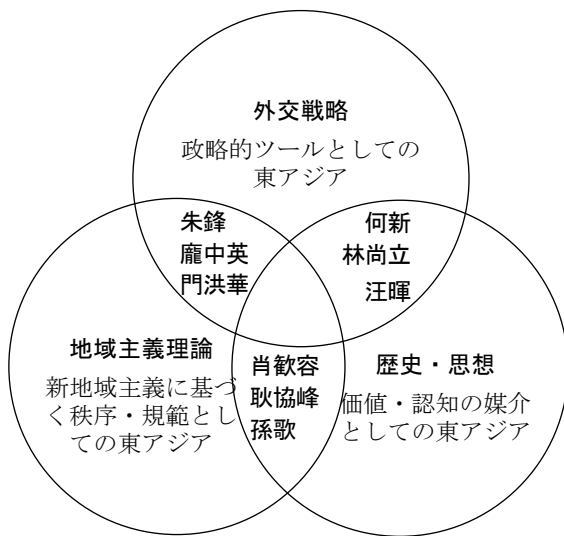 外交戦略
政略的ツールとしての
東アジア
朱鋒
龐中英
門洪華
何新
林尚立
汪暉
地域主義理論
新地域主義に基づ
く秩序・規範とし
ての東アジア
肖歓容
耿協峰
孫歌
歴史・思想
価値・認知の媒介
としての東アジア